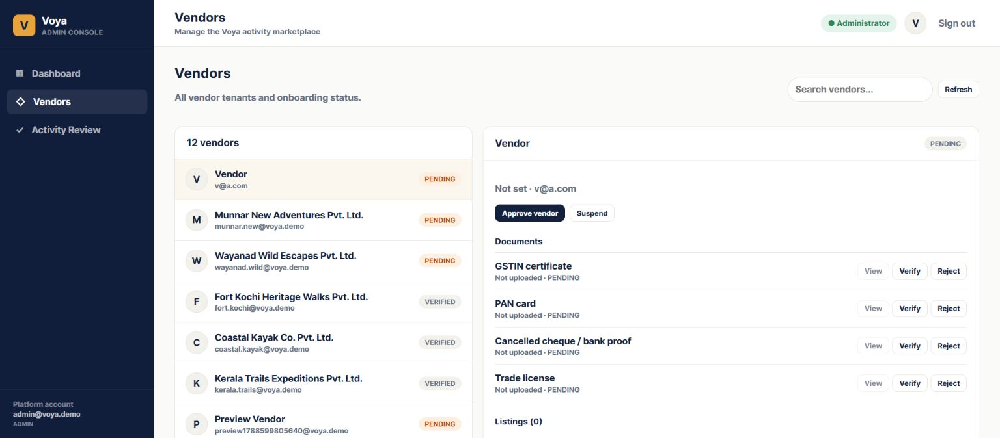 V
Voya
ADMIN CONSOLE
Dashboard
Vendors
Activity Review
Platform account
admin@voya.demo
ADMIN
Vendors
Manage the Voya activity marketplace
Administrator
V
Sign out
Vendors
All vendor tenants and onboarding status.
Search vendors...
Refresh
12 vendors
V
Vendor
v@a.com
PENDING
M
Munnar New Adventures Pvt. Ltd.
munnar.new@voya.demo
PENDING
W
Wayanad Wild Escapes Pvt. Ltd.
wayanad.wild@voya.demo
PENDING
F
Fort Kochi Heritage Walks Pvt. Ltd.
fort.kochi@voya.demo
VERIFIED
C
Coastal Kayak Co. Pvt. Ltd.
coastal.kayak@voya.demo
VERIFIED
K
Kerala Trails Expeditions Pvt. Ltd.
kerala.trails@voya.demo
VERIFIED
P
Preview Vendor
preview1788599805640@voya.demo
PENDING
Vendor
PENDING
Not set · v@a.com
Approve vendor
Suspend
Documents
GSTIN certificate
Not uploaded · PENDING
View Verify Reject
PAN card
Not uploaded · PENDING
View Verify Reject
Cancelled cheque / bank proof
Not uploaded · PENDING
View Verify Reject
Trade license
Not uploaded · PENDING
View Verify Reject
Listings (0)